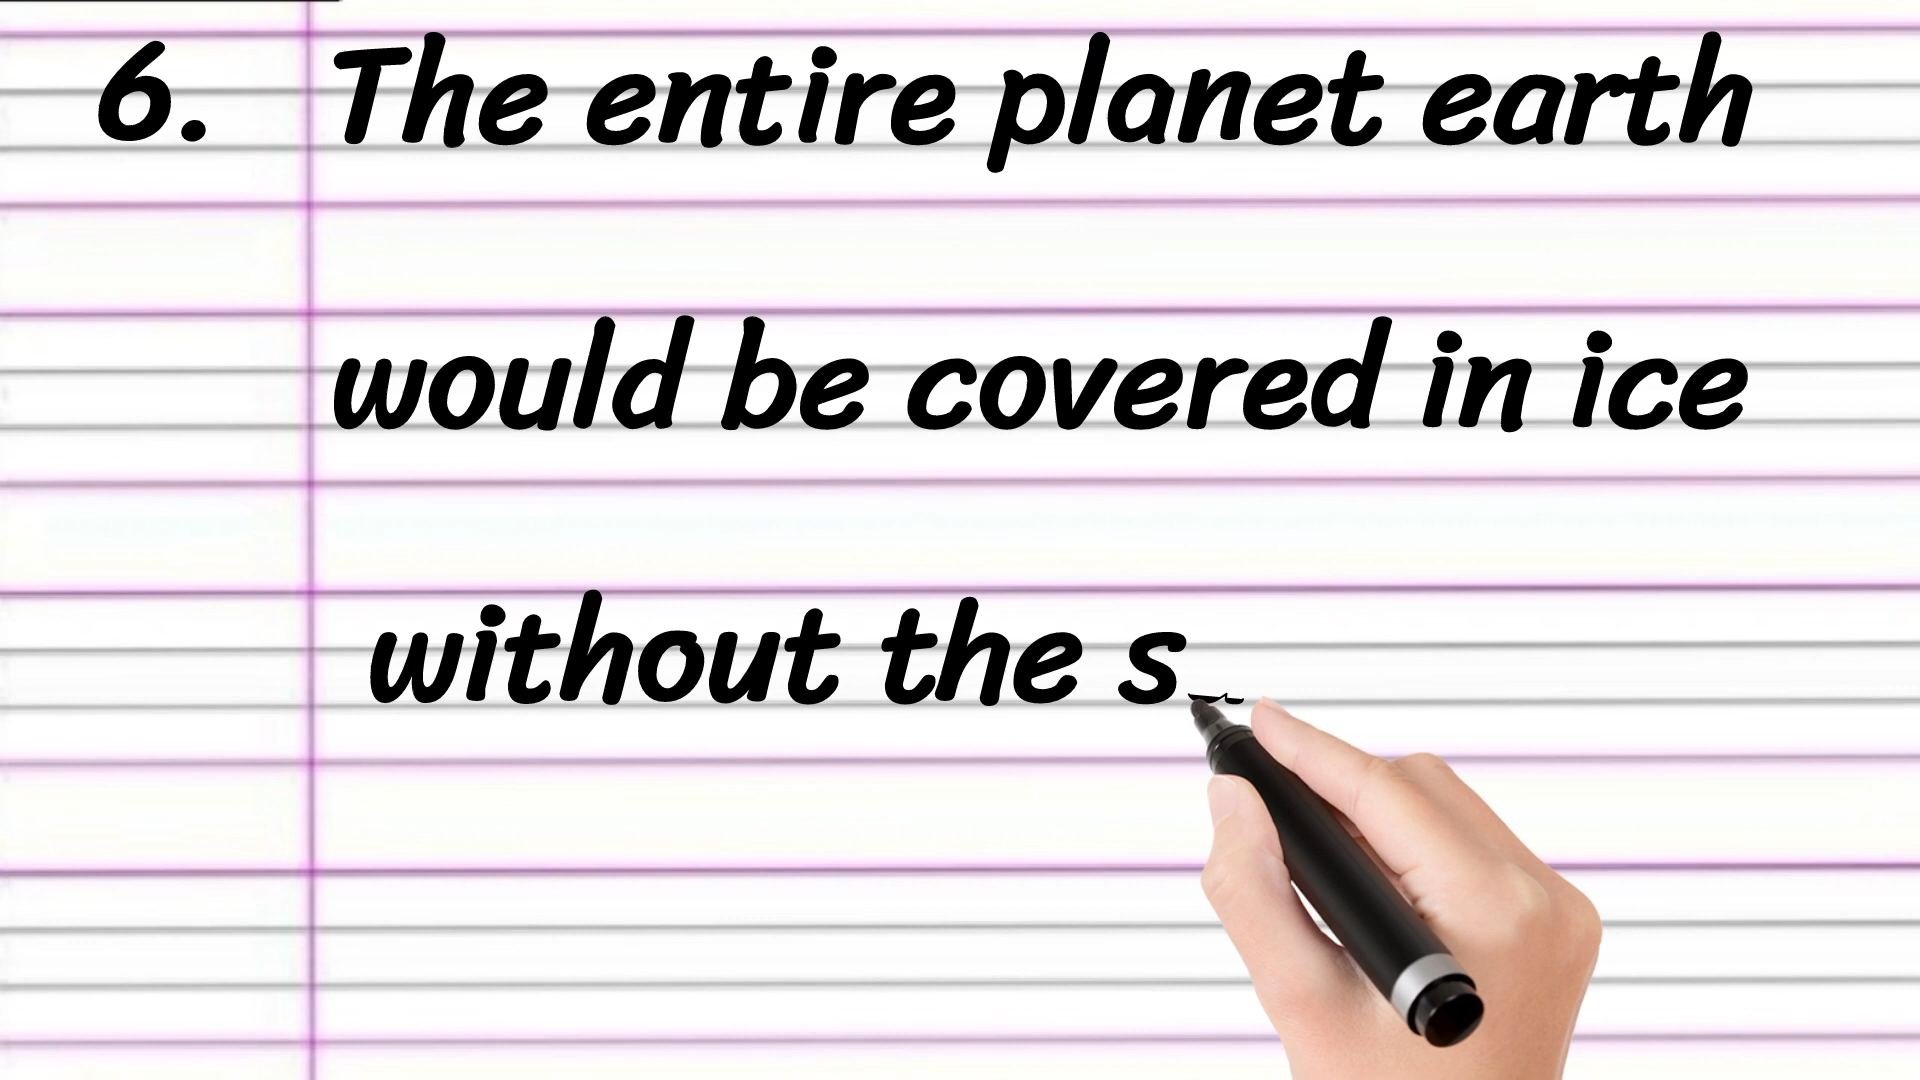 6. The entire planet earth
would be covered in ice
without the s